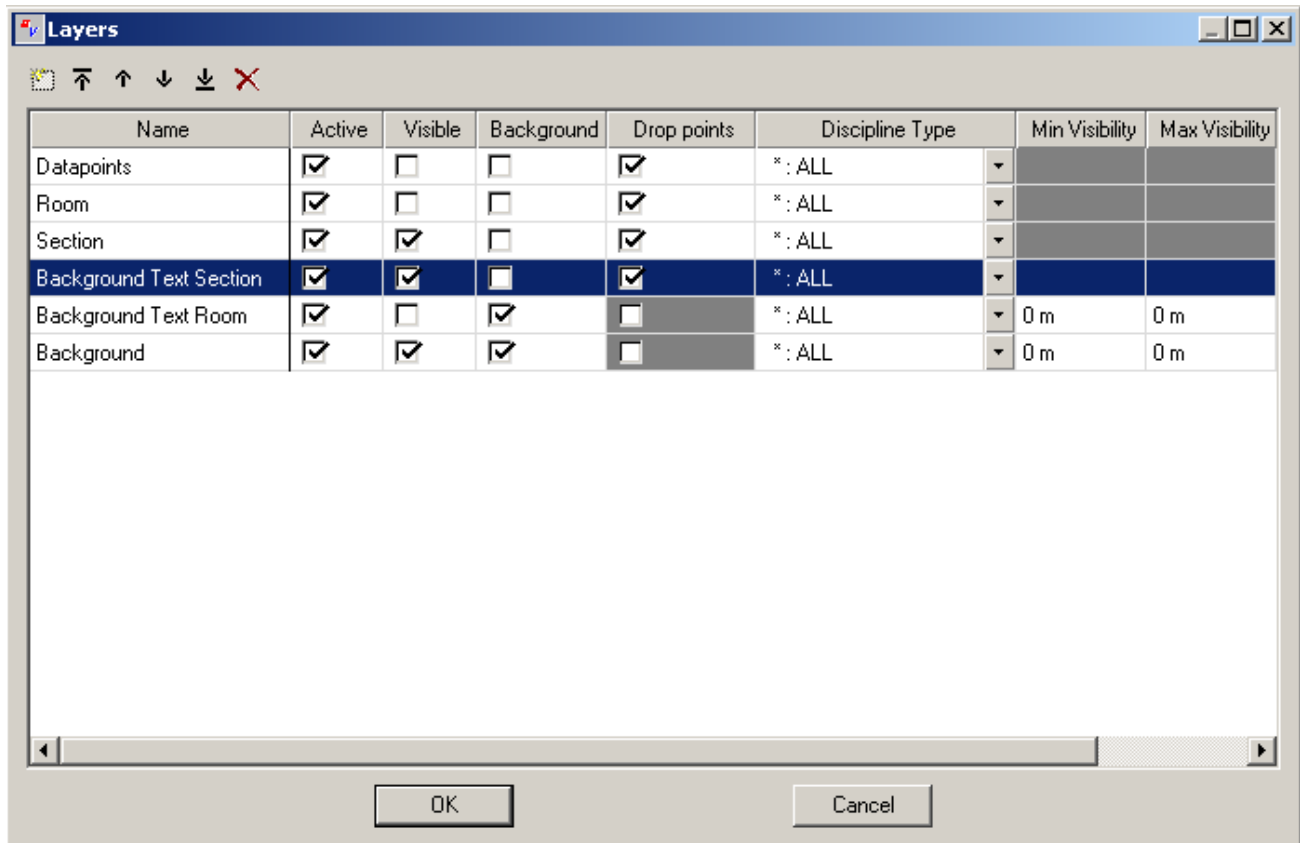 Layers
Name Active Visible Background Drop points Discipline Type Min Visibility Max Visibility
Datapoints * : ALL
Room * : ALL
Section * : ALL
Background Text Section * : ALL
Background Text Room * : ALL 0 m 0 m
Background * : ALL 0 m 0 m
OK Cancel